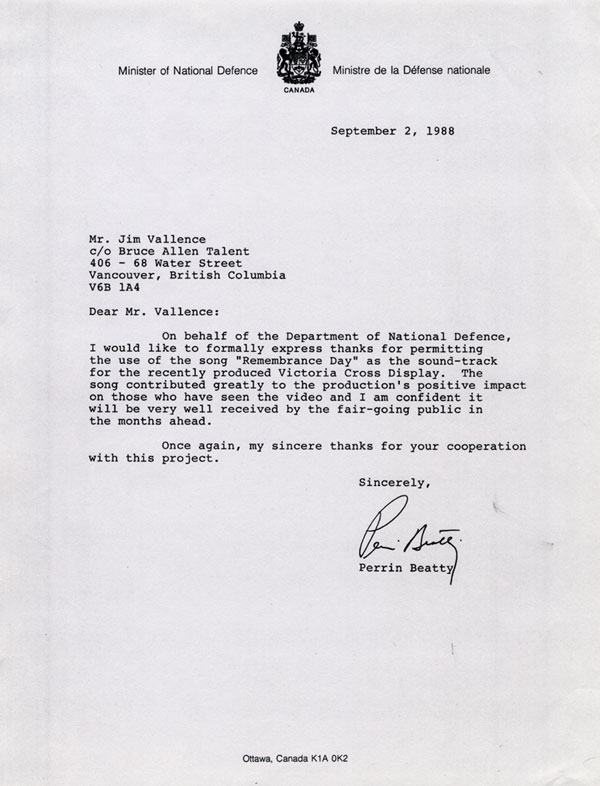 Minister of National Defence
Ministre de la Défense nationale
CANADA
September 2, 1988
Mr. Jim Vallence
c/o Bruce Allen Talent
406 - 68 Water Street
Vancouver, British Columbia
V6B 1A4
Dear Mr. Vallence:
On behalf of the Department of National Defence,
I would like to formally express thanks for permitting
the use of the song "Remembrance Day" as the sound-track
for the recently produced Victoria Cross Display. The
song contributed greatly to the production's positive impact
on those who have seen the video and I am confident it
will be very well received by the fair-going public in
the months ahead.
Once again, my sincere thanks for your cooperation
with this project.
Sincerely,
Perrin Beatty
Perrin Beatty
Ottawa, Canada K1A 0K2